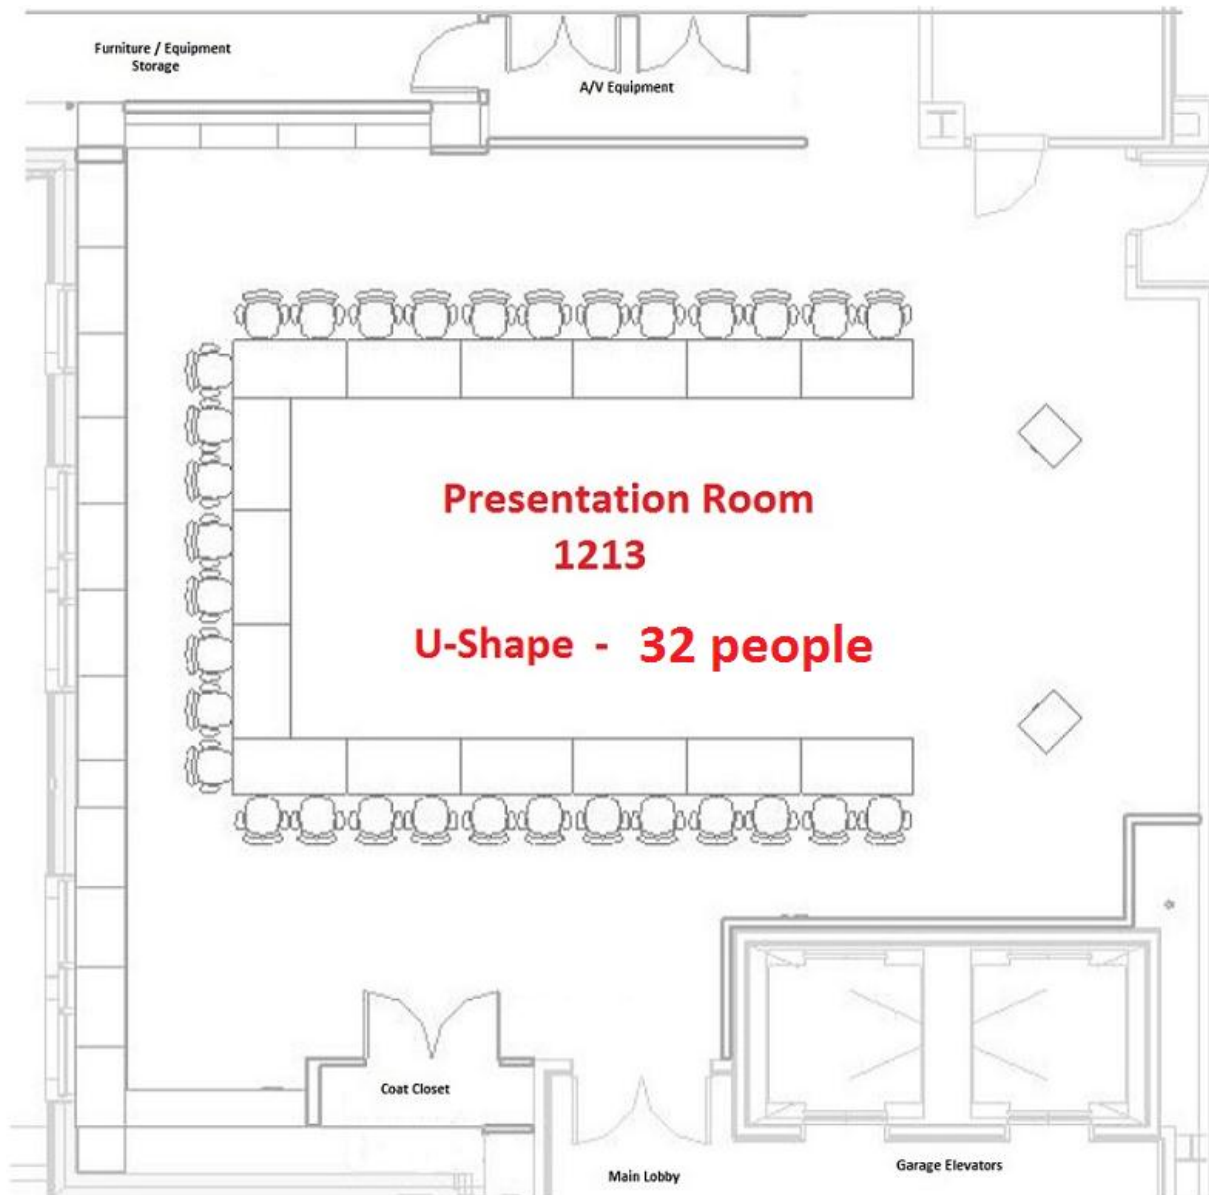 Furniture / Equipment
Storage
A/V Equipment
Presentation Room
1213
U-Shape - 32 people
Coat Closet
Main Lobby
Garage Elevators